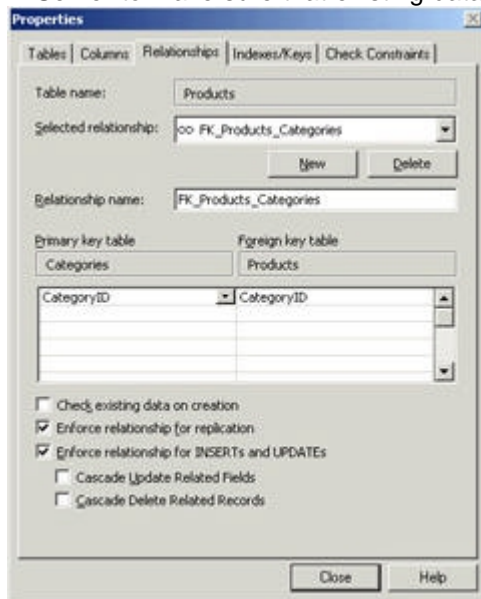 Properties
Tables Columns Relationships Indexes/Keys Check Constraints
Table name: Products
Selected relationship: FK_Products_Categories
New Delete
Relationship name: FK_Products_Categories
Primary key table Foreign key table
Categories Products
CategoryID CategoryID
Check existing data on creation
Enforce relationship for replication
Enforce relationship for INSERTs and UPDATEs
Cascade Update Related Fields
Cascade Delete Related Records
Close Help